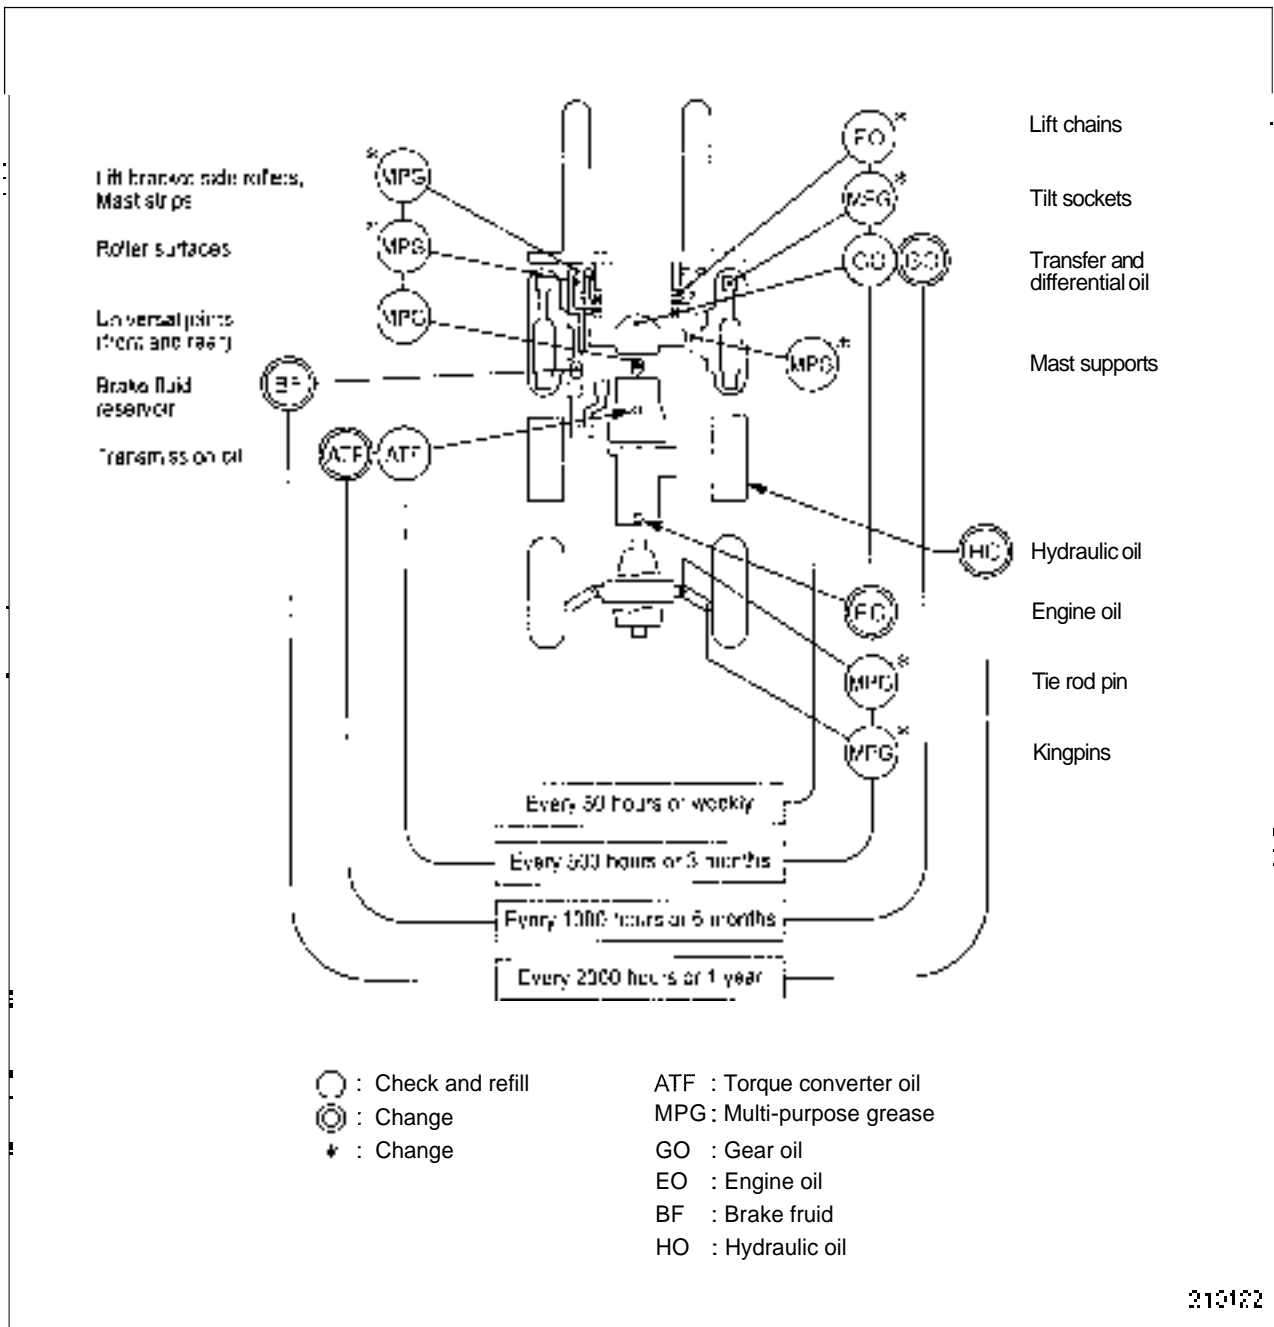 Lift bracket side rollers,
Mast strips
Roller surfaces
Universal joints
(front and rear)
Brake fluid
reservoir
Transmission oil
MPG
MPG
MPG
BF
ATF ATF
EO
MPG
GO GO
MPG
HO
EO
MPG
MPG
Lift chains
Tilt sockets
Transfer and
differential oil
Mast supports
Hydraulic oil
Engine oil
Tie rod pin
Kingpins
Every 50 hours or weekly
Every 500 hours or 3 months
Every 1000 hours or 6 months
Every 2000 hours or 1 year
: Check and refill
: Change
: Change
ATF : Torque converter oil
MPG : Multi-purpose grease
GO : Gear oil
EO : Engine oil
BF : Brake fruid
HO : Hydraulic oil